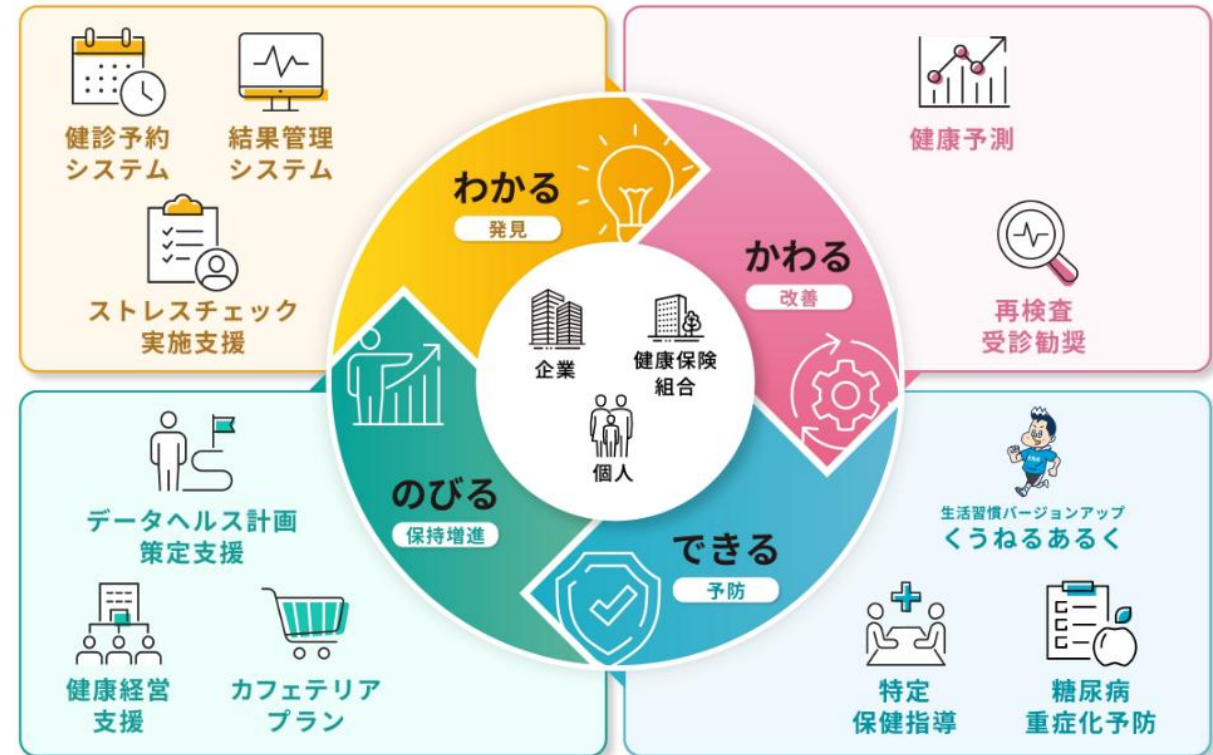 健診予約
システム
結果管理
システム
ストレスチェック
実施支援
わかる
発見
健康予測
再検査
受診勧奨
かわる
改善
企業
健康保険
組合
個人
データヘルス計画
策定支援
健康経営
支援
カフェテリア
プラン
のびる
保持増進
できる
予防
生活習慣バージョンアップ
くうねるあるく
特定
保健指導
糖尿病
重症化予防